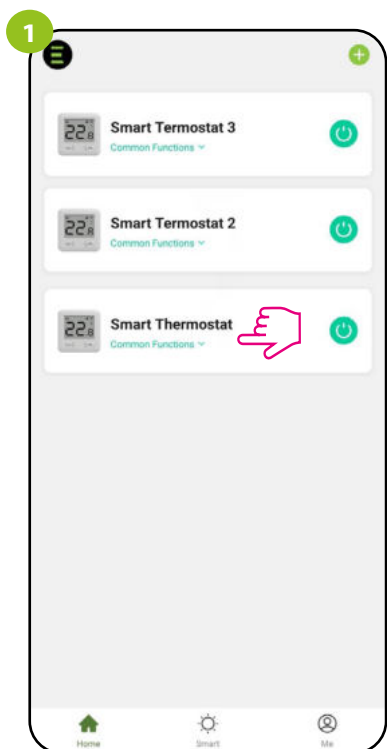 1
E
Smart Termostat 3
Common Functions
Smart Termostat 2
Common Functions
Smart Thermostat
Common Functions
Home Smart Me